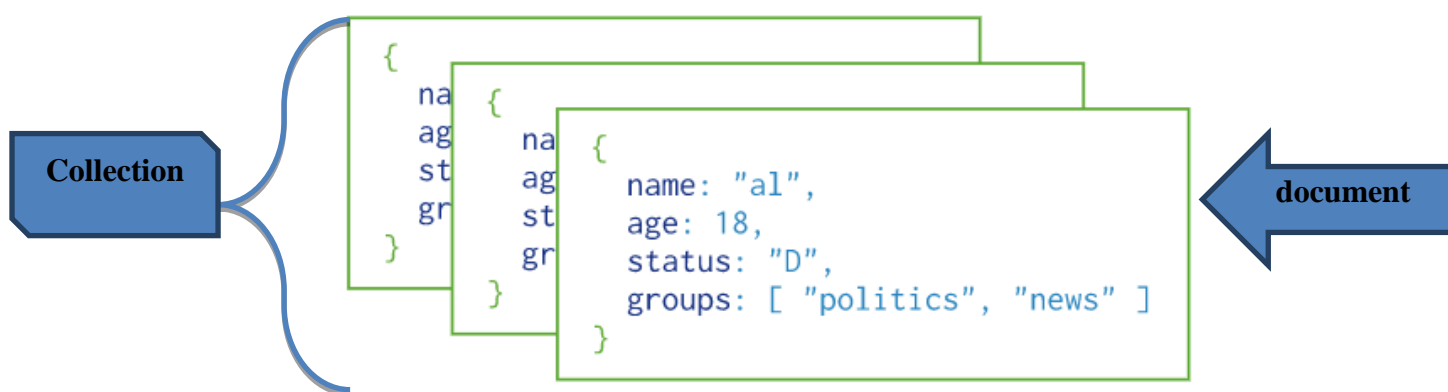 Collection
{
na
ag
st
gr
}
{
na
ag
st
gr
}
{
name: "al",
age: 18,
status: "D",
groups: [ "politics", "news" ]
}
document